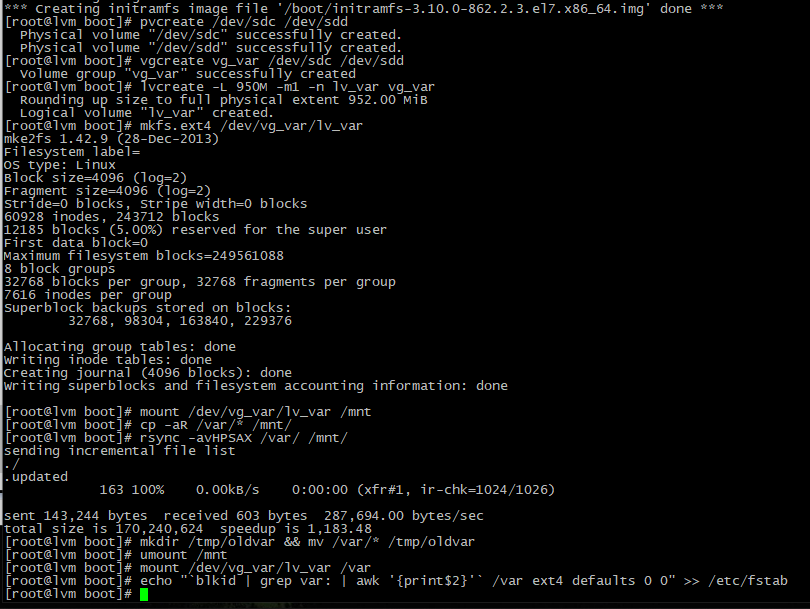 *** Creating initramfs image file '/boot/initramfs-3.10.0-862.2.3.el7.x86_64.img' done ***
[root@lvm boot]# pvcreate /dev/sdc /dev/sdd
  Physical volume "/dev/sdc" successfully created.
  Physical volume "/dev/sdd" successfully created.
[root@lvm boot]# vgcreate vg_var /dev/sdc /dev/sdd
  Volume group "vg_var" successfully created
[root@lvm boot]# lvcreate -L 950M -m1 -n lv_var vg_var
  Rounding up size to full physical extent 952.00 MiB
  Logical volume "lv_var" created.
[root@lvm boot]# mkfs.ext4 /dev/vg_var/lv_var
mke2fs 1.42.9 (28-Dec-2013)
Filesystem label=
OS type: Linux
Block size=4096 (log=2)
Fragment size=4096 (log=2)
Stride=0 blocks, Stripe width=0 blocks
60928 inodes, 243712 blocks
12185 blocks (5.00%) reserved for the super user
First data block=0
Maximum filesystem blocks=249561088
8 block groups
32768 blocks per group, 32768 fragments per group
7616 inodes per group
Superblock backups stored on blocks:
        32768, 98304, 163840, 229376

Allocating group tables: done
Writing inode tables: done
Creating journal (4096 blocks): done
Writing superblocks and filesystem accounting information: done

[root@lvm boot]# mount /dev/vg_var/lv_var /mnt
[root@lvm boot]# cp -aR /var/* /mnt/
[root@lvm boot]# rsync -avHPSAX /var/ /mnt/
sending incremental file list
./
.updated
            163 100%    0.00kB/s    0:00:00 (xfr#1, ir-chk=1024/1026)

sent 143,244 bytes  received 603 bytes  287,694.00 bytes/sec
total size is 170,240,624  speedup is 1,183.48
[root@lvm boot]# mkdir /tmp/oldvar && mv /var/* /tmp/oldvar
[root@lvm boot]# umount /mnt
[root@lvm boot]# mount /dev/vg_var/lv_var /var
[root@lvm boot]# echo "`blkid | grep var: | awk '{print$2}'` /var ext4 defaults 0 0" >> /etc/fstab
[root@lvm boot]#